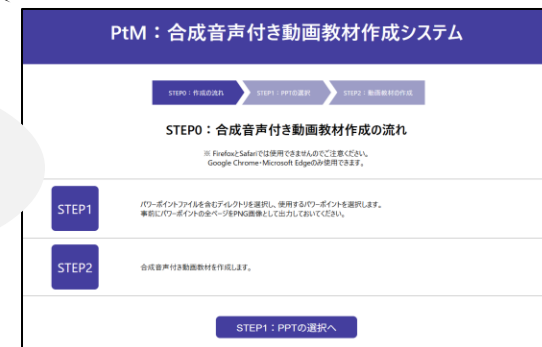 PtM：合成音声付き動画教材作成システム
STEP0：作成の流れ
STEP1：PPTの選択
STEP2：動画教材の作成
STEP0：合成音声付き動画教材作成の流れ
※ FirefoxとSafariでは使用できませんのでご注意ください。
Google Chrome・Microsoft Edgeのみ使用できます。
STEP1
パワーポイントファイルを含むディレクトリを選択し、使用するパワーポイントを選択します。
事前にパワーポイントの全ページをPNG画像として出力しておいてください。
STEP2
合成音声付き動画教材を作成します。
STEP1：PPTの選択へ